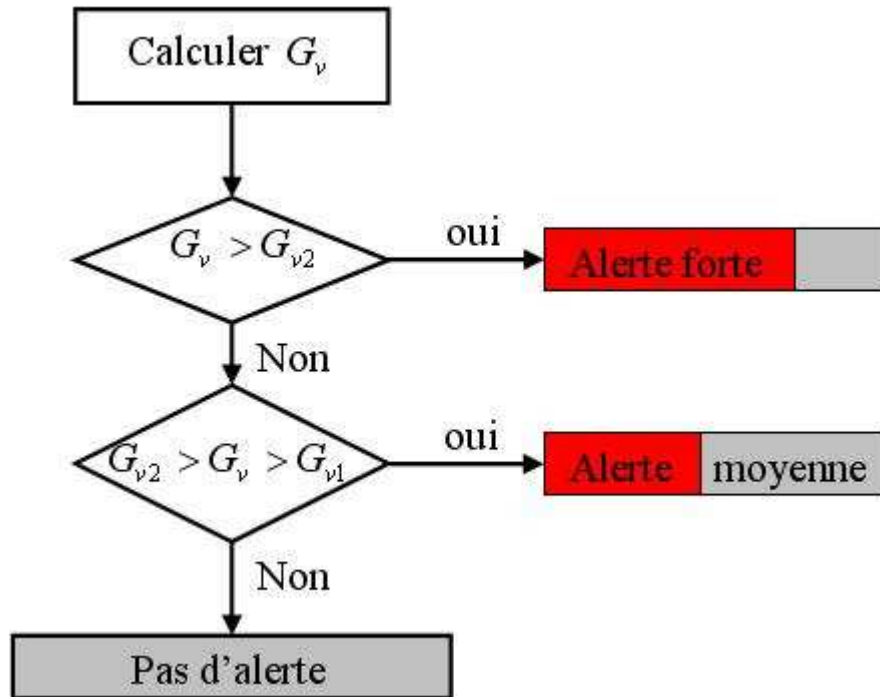 Calculer G_v
G_v > G_v2
oui
Alerte forte
Non
G_v2 > G_v > G_v1
oui
Alerte moyenne
Non
Pas d’alerte